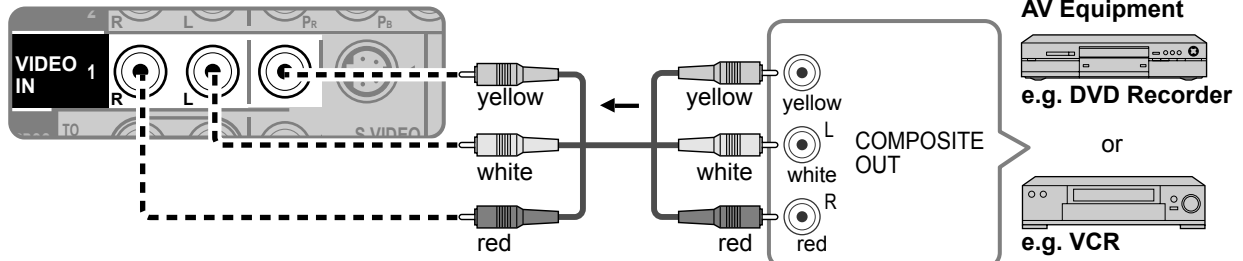 AV Equipment
2 R L PR PB
VIDEO IN 1
R L
TO
S VIDEO
yellow
white
red
yellow
white
red
yellow
L
white
R
red
COMPOSITE
OUT
e.g. DVD Recorder
or
e.g. VCR